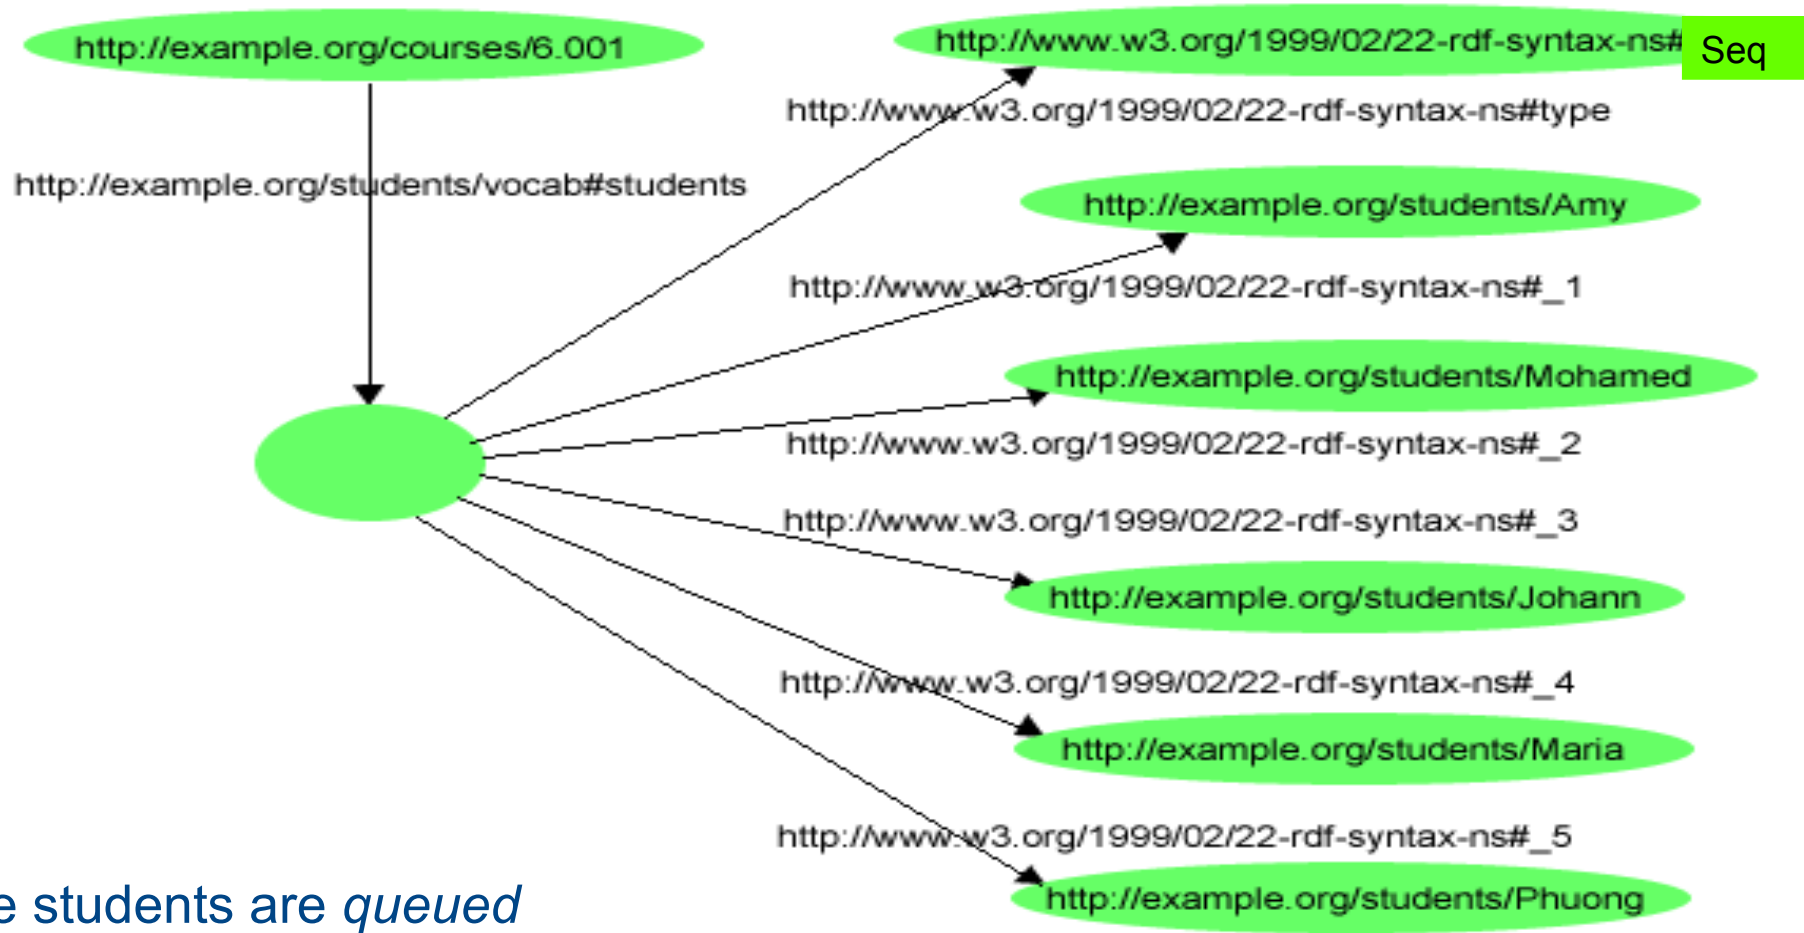 http://example.org/courses/6.001
http://www.w3.org/1999/02/22-rdf-syntax-ns#
Seq
http://www.w3.org/1999/02/22-rdf-syntax-ns#type
http://example.org/students/vocab#students
http://example.org/students/Amy
http://www.w3.org/1999/02/22-rdf-syntax-ns#_1
http://example.org/students/Mohamed
http://www.w3.org/1999/02/22-rdf-syntax-ns#_2
http://www.w3.org/1999/02/22-rdf-syntax-ns#_3
http://example.org/students/Johann
http://www.w3.org/1999/02/22-rdf-syntax-ns#_4
http://example.org/students/Maria
http://www.w3.org/1999/02/22-rdf-syntax-ns#_5
http://example.org/students/Phuong
students are queued